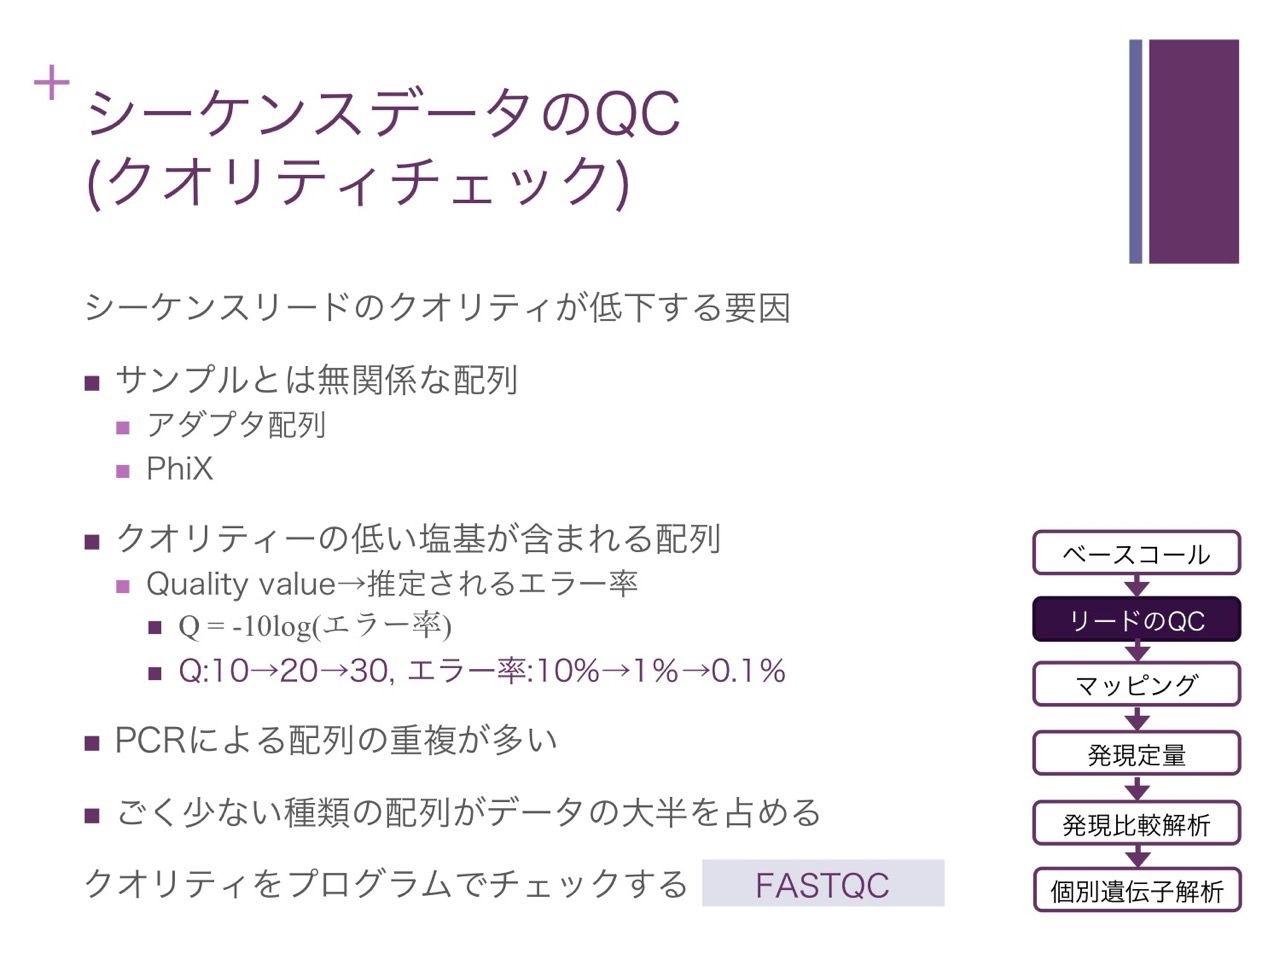 +
シーケンスデータのQC
(クオリティチェック)
シーケンスリードのクオリティが低下する要因
■ サンプルとは無関係な配列
■ アダプタ配列
■ PhiX
■ クオリティーの低い塩基が含まれる配列
■ Quality value→推定されるエラー率
■ Q = -10log(エラー率)
■ Q:10→20→30, エラー率:10%→1%→0.1%
■ PCRによる配列の重複が多い
■ ごく少ない種類の配列がデータの大半を占める
クオリティをプログラムでチェックする
FASTQC
ベースコール
リードのQC
マッピング
発現定量
発現比較解析
個別遺伝子解析